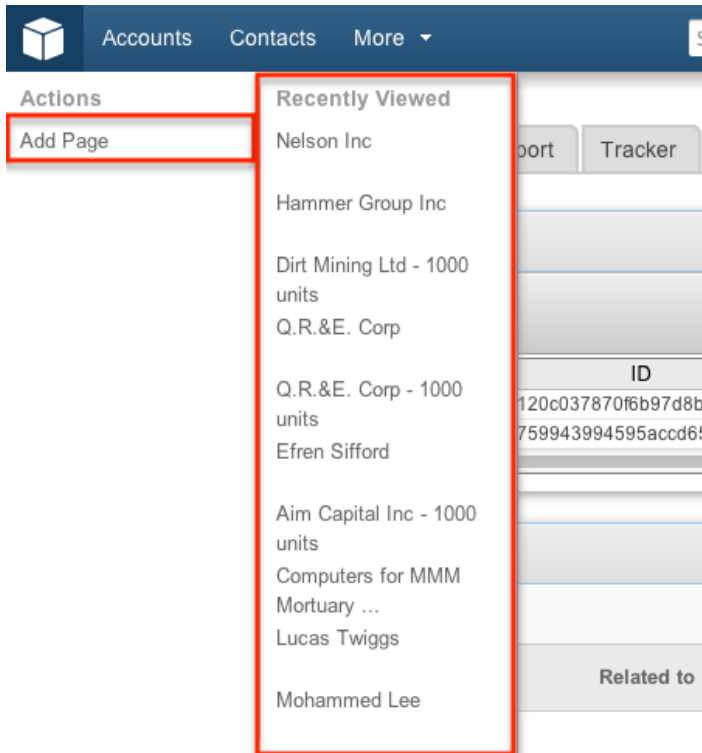 Accounts Contacts More
Actions
Add Page
Recently Viewed
Nelson Inc
Hammer Group Inc
Dirt Mining Ltd - 1000
units
Q.R.&E. Corp
Q.R.&E. Corp - 1000
units
Efren Sifford
Aim Capital Inc - 1000
units
Computers for MMM
Mortuary ...
Lucas Twiggs
Mohammed Lee
port Tracker
ID
120c037870f6b97d8b
759943994595accd65
Related to